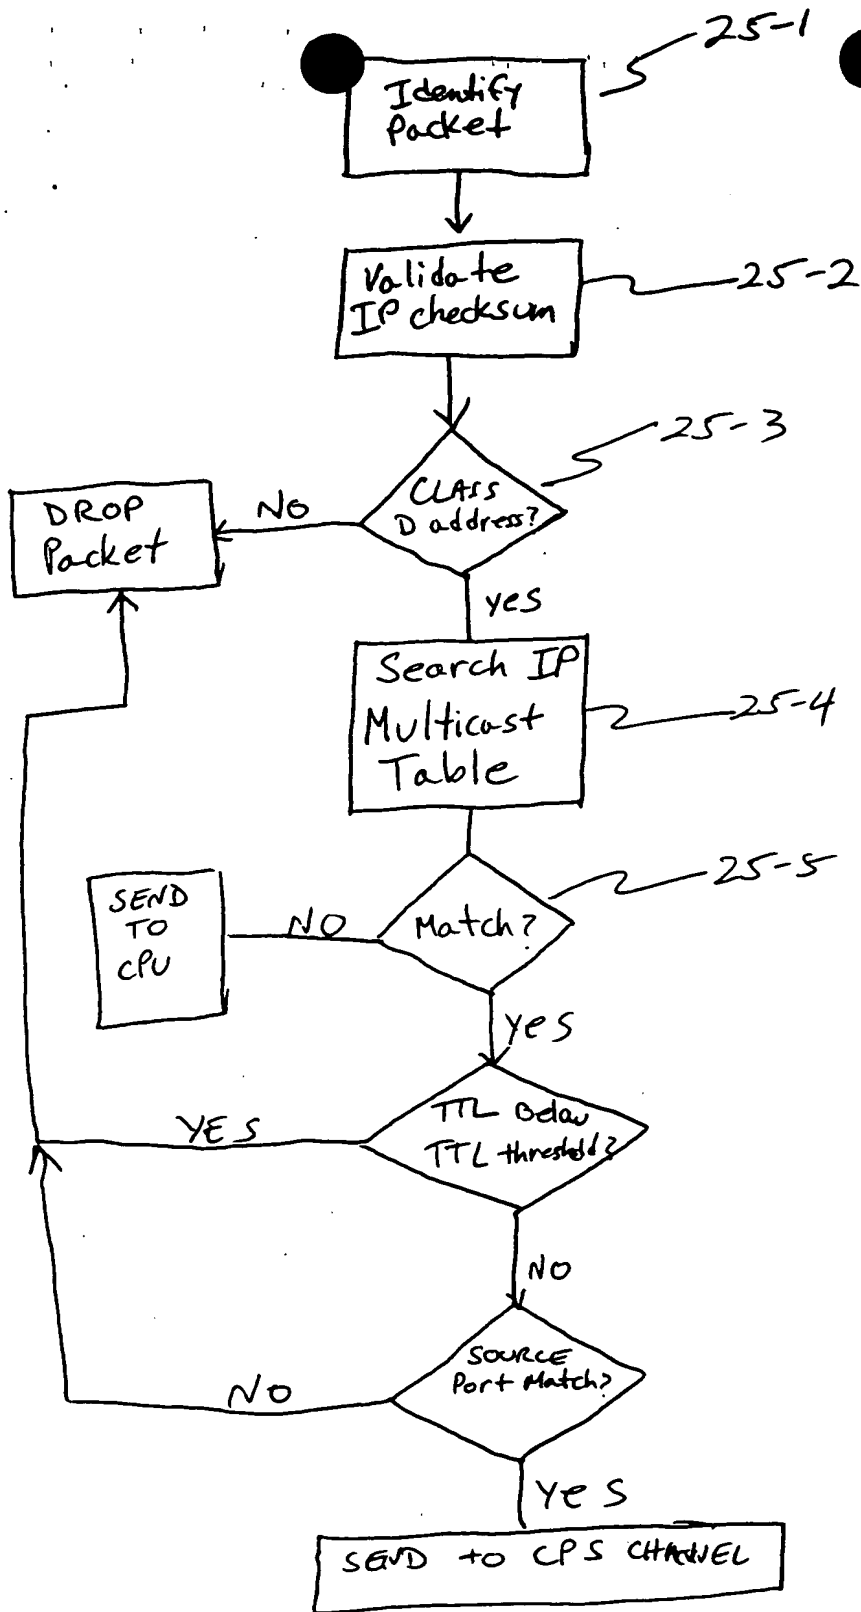 25-1
Identify
Packet
Validate
IP checksum
25-2
25-3
CLASS
D address?
NO
DROP
Packet
yes
Search IP
Multicast
Table
25-4
25-5
Match?
NO
SEND
TO
CPU
yes
TTL Below
TTL threshold?
YES
NO
SOURCE
Port Match?
NO
yes
SEND to CPS CHANNEL